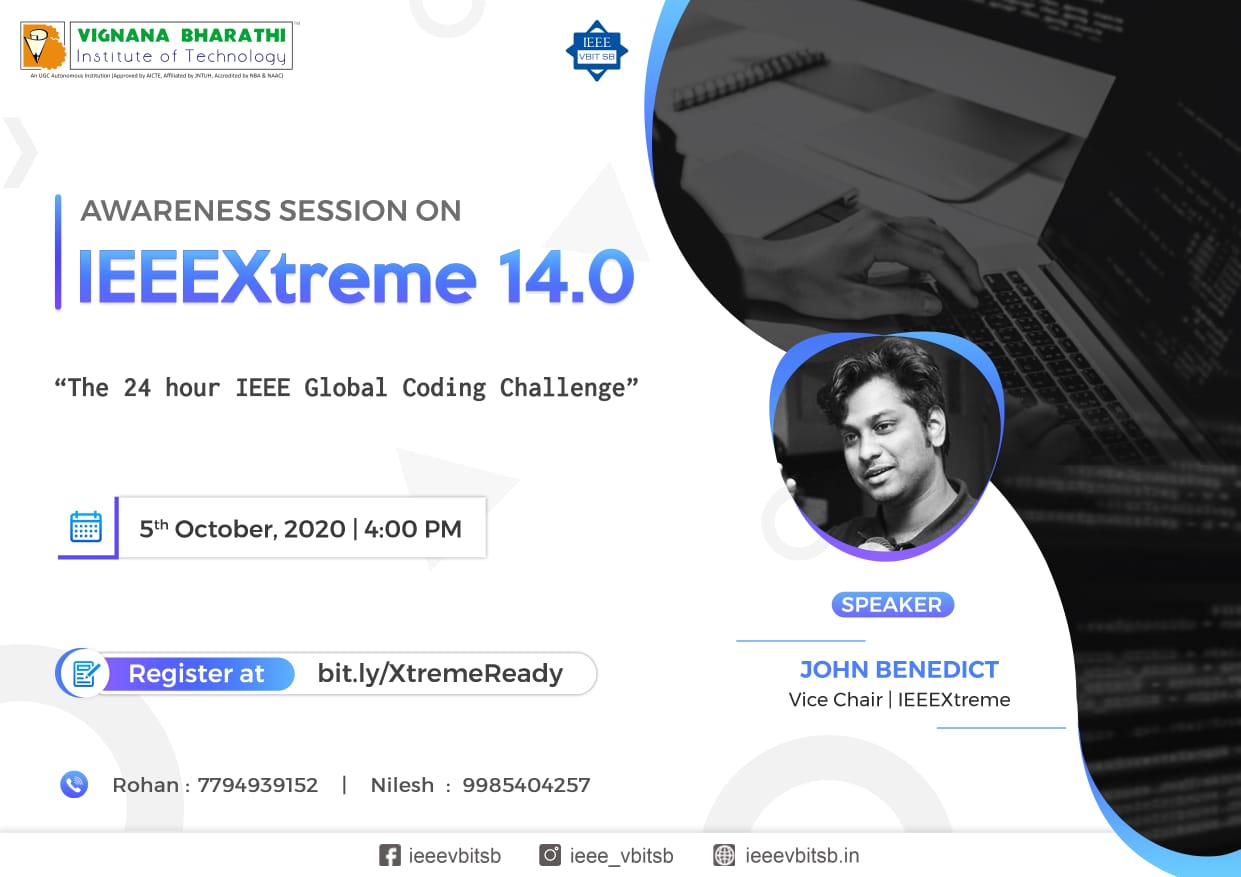 VIGNANA BHARATHI
Institute of Technology
(An UGC Autonomous Institution | Approved by AICTE, Affiliated by JNTUH, Accredited by NBA & NAAC)
IEEE
VBIT SB
AWARENESS SESSION ON
IEEEXtreme 14.0
“The 24 hour IEEE Global Coding Challenge”
5th October, 2020 | 4:00 PM
Register at bit.ly/XtremeReady
SPEAKER
JOHN BENEDICT
Vice Chair | IEEEXtreme
Rohan : 7794939152 | Nilesh : 9985404257
ieeevbitsb ieee_vbitsb ieeevbitsb.in